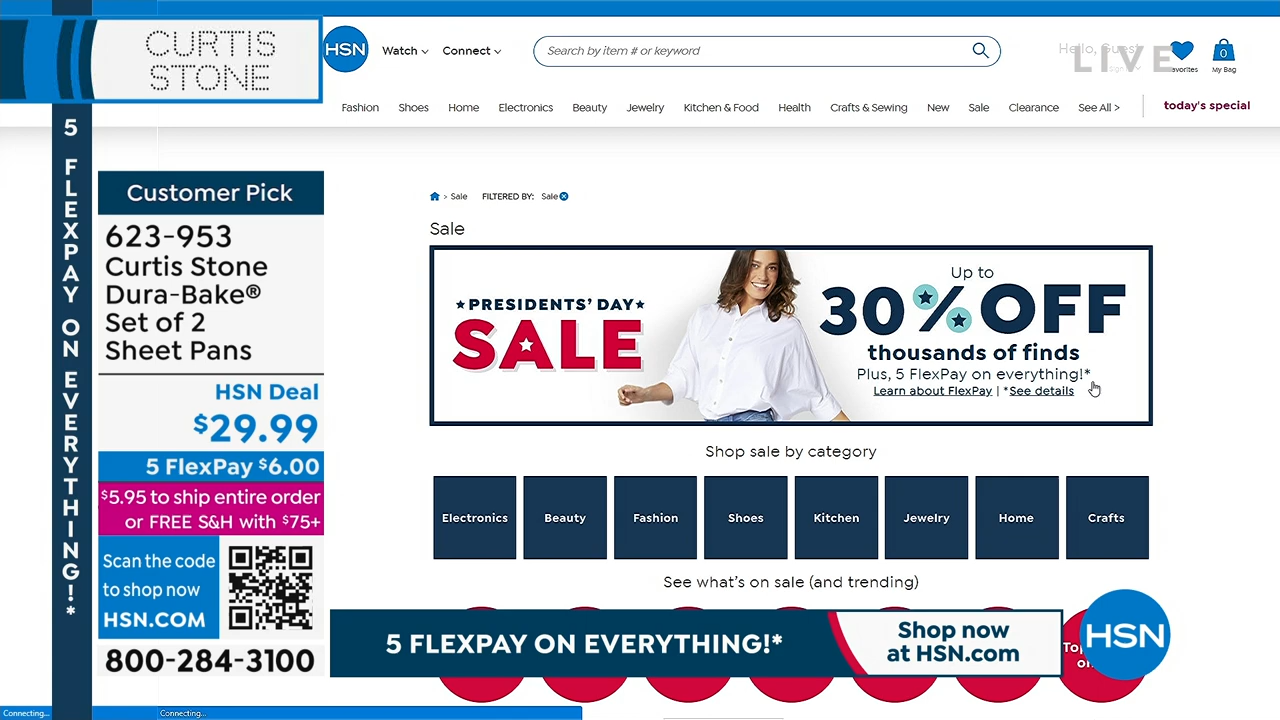 CURTIS
STONE
5 FLEXPAY ON EVERYTHING!*
Customer Pick
623-953
Curtis Stone
Dura-Bake®
Set of 2
Sheet Pans
HSN Deal
$29.99
5 FlexPay $6.00
$5.95 to ship entire order
or FREE S&H with $75+
Scan the code
to shop now
HSN.COM
800-284-3100
HSN
Watch
Connect
Search by item # or keyword
Hello, Guest
LIVE
Favorites
0
My Bag
Fashion Shoes Home Electronics Beauty Jewelry Kitchen & Food Health Crafts & Sewing New Sale Clearance See All > today's special
> Sale FILTERED BY: Sale
Sale
PRESIDENTS' DAY
SALE
Up to
30% OFF
thousands of finds
Plus, 5 FlexPay on everything!*
Learn about FlexPay | *See details
Shop sale by category
Electronics Beauty Fashion Shoes Kitchen Jewelry Home Crafts
See what's on sale (and trending)
5 FLEXPAY ON EVERYTHING!*
Shop now
at HSN.com
HSN
Connecting...
Connecting...